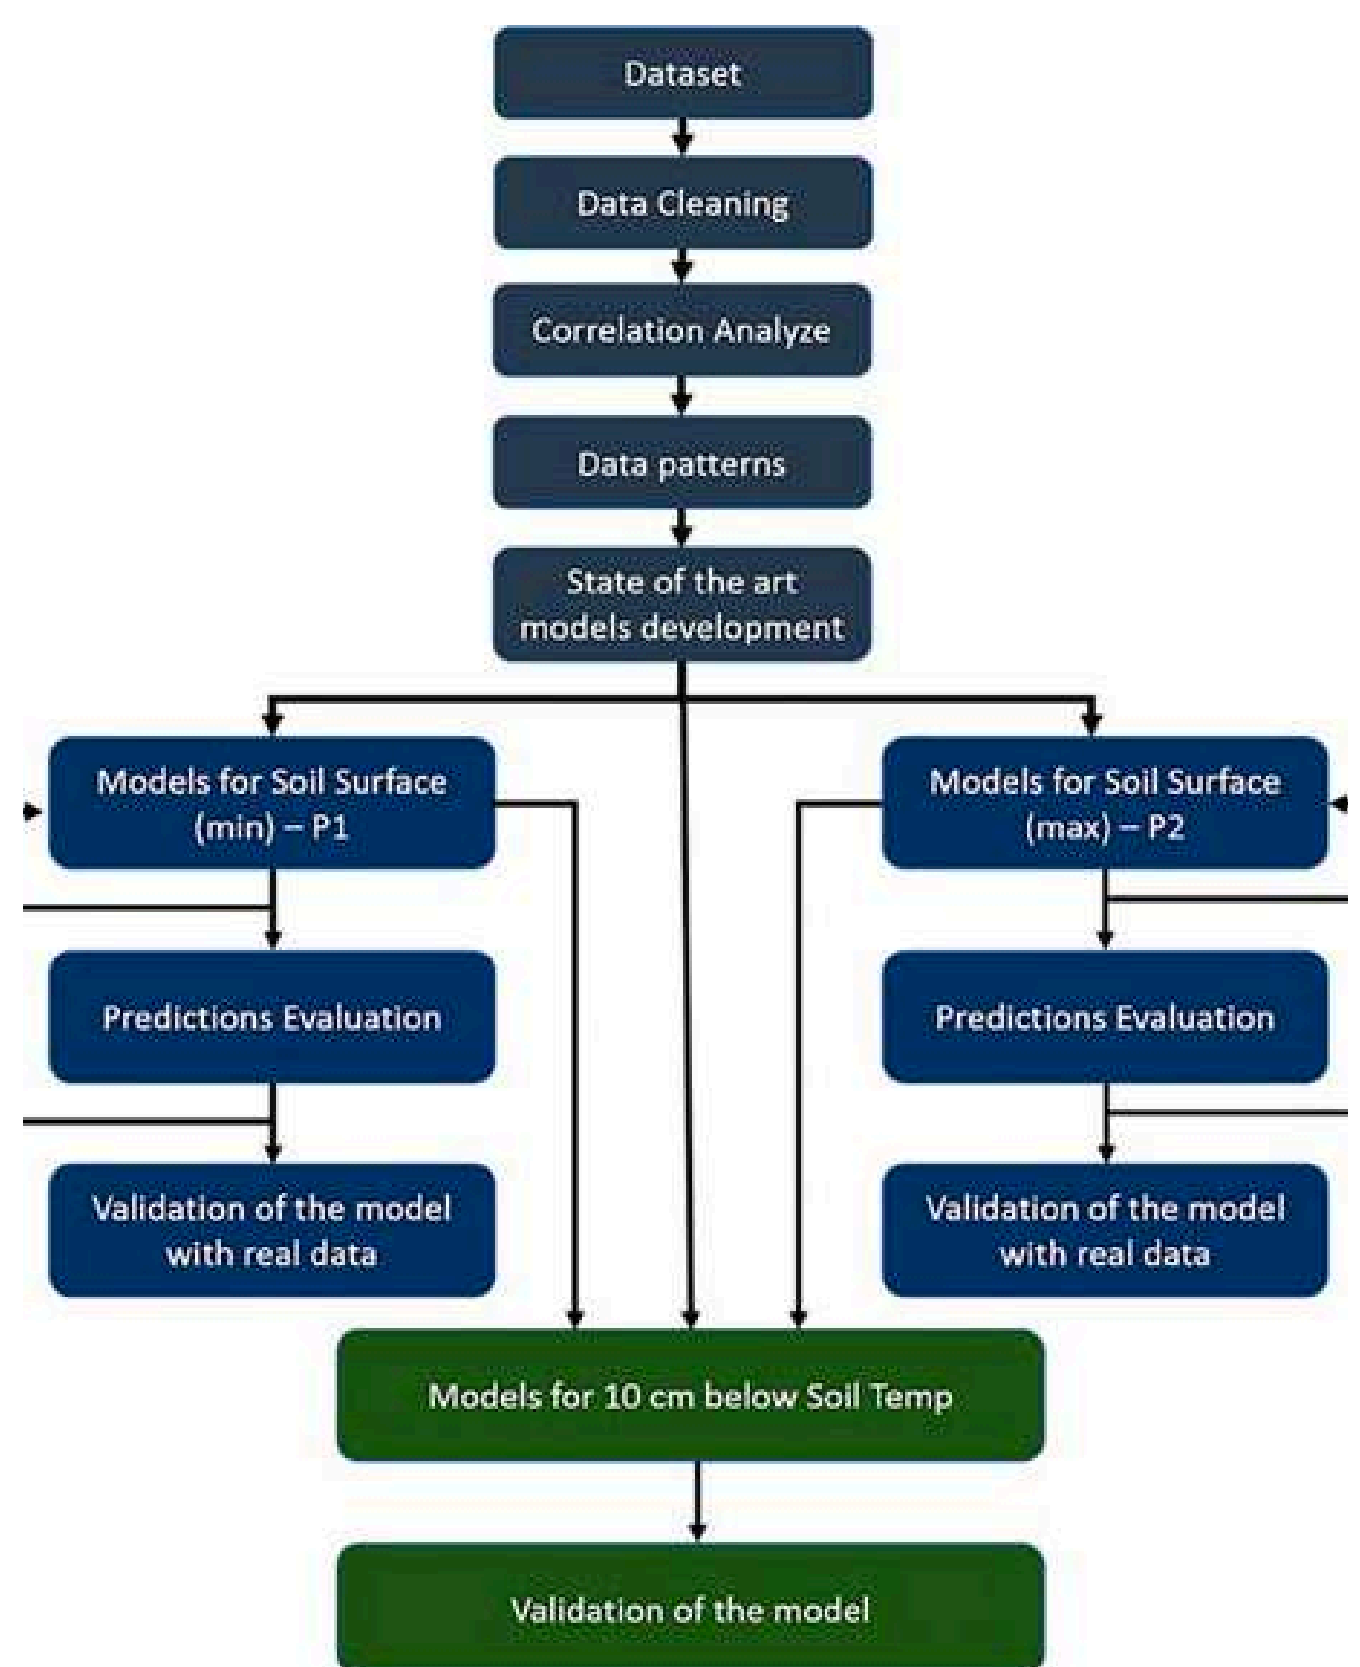 Dataset
Data Cleaning
Correlation Analyze
Data patterns
State of the art
models development
Models for Soil Surface
(min) – P1
Models for Soil Surface
(max) – P2
Predictions Evaluation
Predictions Evaluation
Validation of the model
with real data
Validation of the model
with real data
Models for 10 cm below Soil Temp
Validation of the model